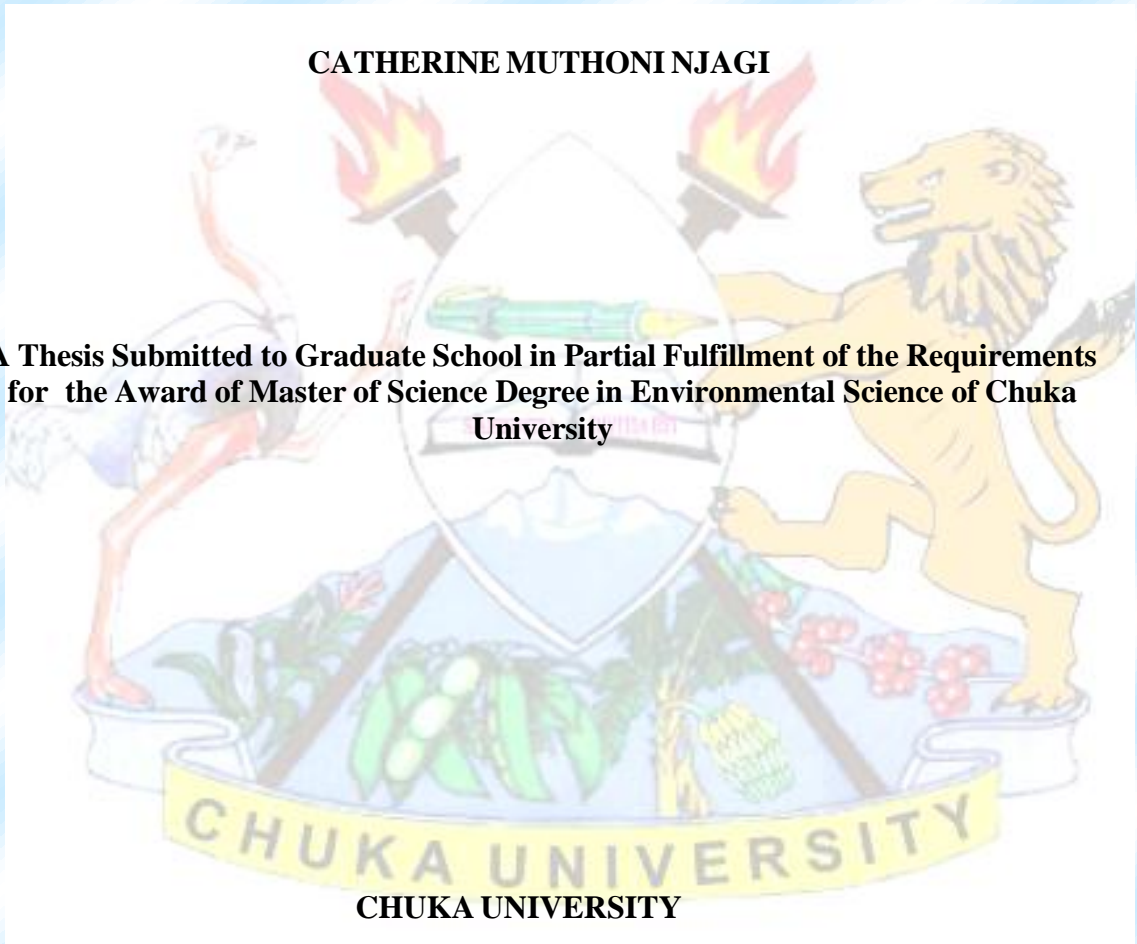 CATHERINE MUTHONI NJAGI
A Thesis Submitted to Graduate School in Partial Fulfillment of the Requirements
for the Award of Master of Science Degree in Environmental Science of Chuka
University
CHUKA UNIVERSITY
CHUKA UNIVERSITY